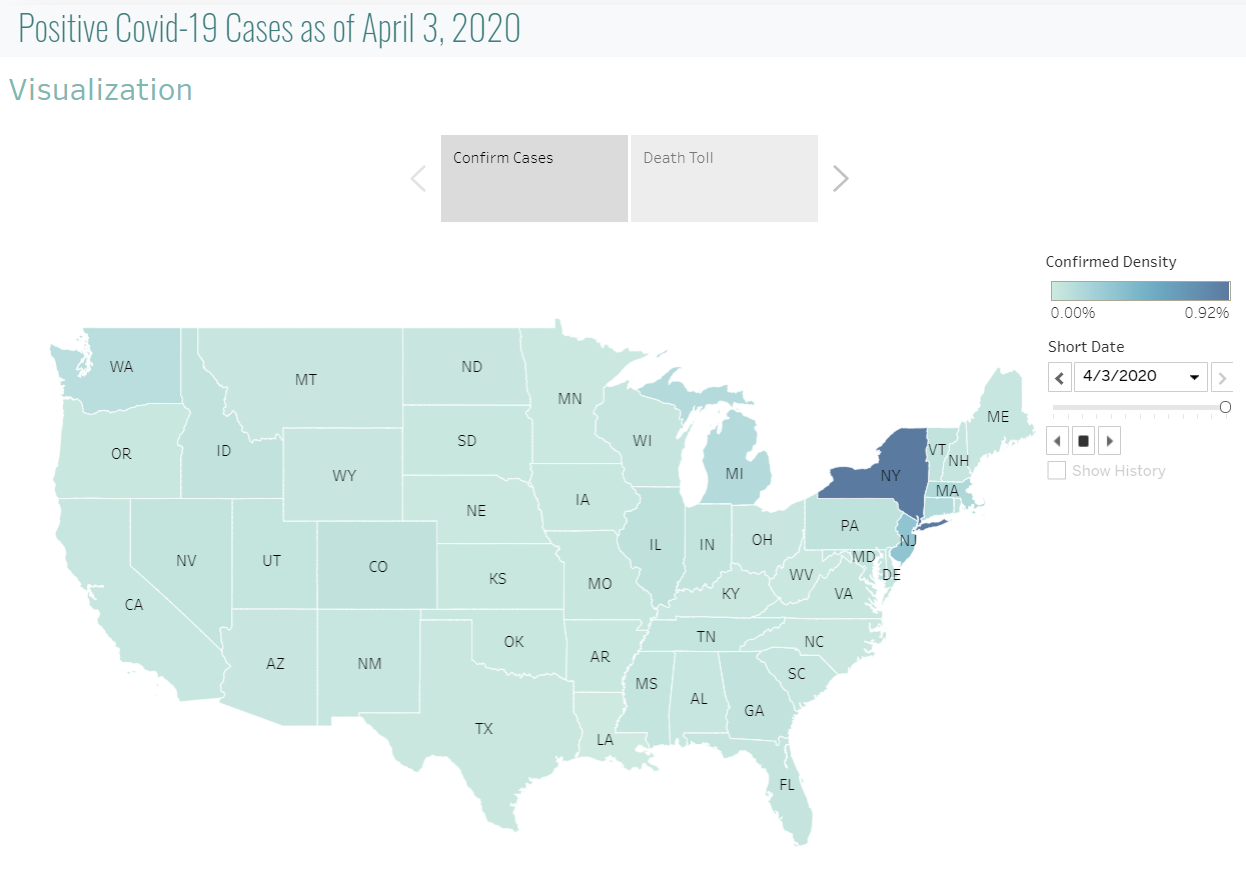 Positive Covid-19 Cases as of April 3, 2020
Visualization
Confirm Cases
Death Toll
Confirmed Density
0.00%
0.92%
Short Date
4/3/2020
Show History
WA
MT
ND
MN
ME
OR
ID
SD
WI
VT
NH
WY
MI
NY
MA
NE
IA
PA
NV
UT
CO
IL
IN
OH
NJ
MD
DE
CA
KS
MO
WV
VA
KY
AZ
NM
OK
AR
TN
NC
MS
AL
SC
GA
TX
LA
FL